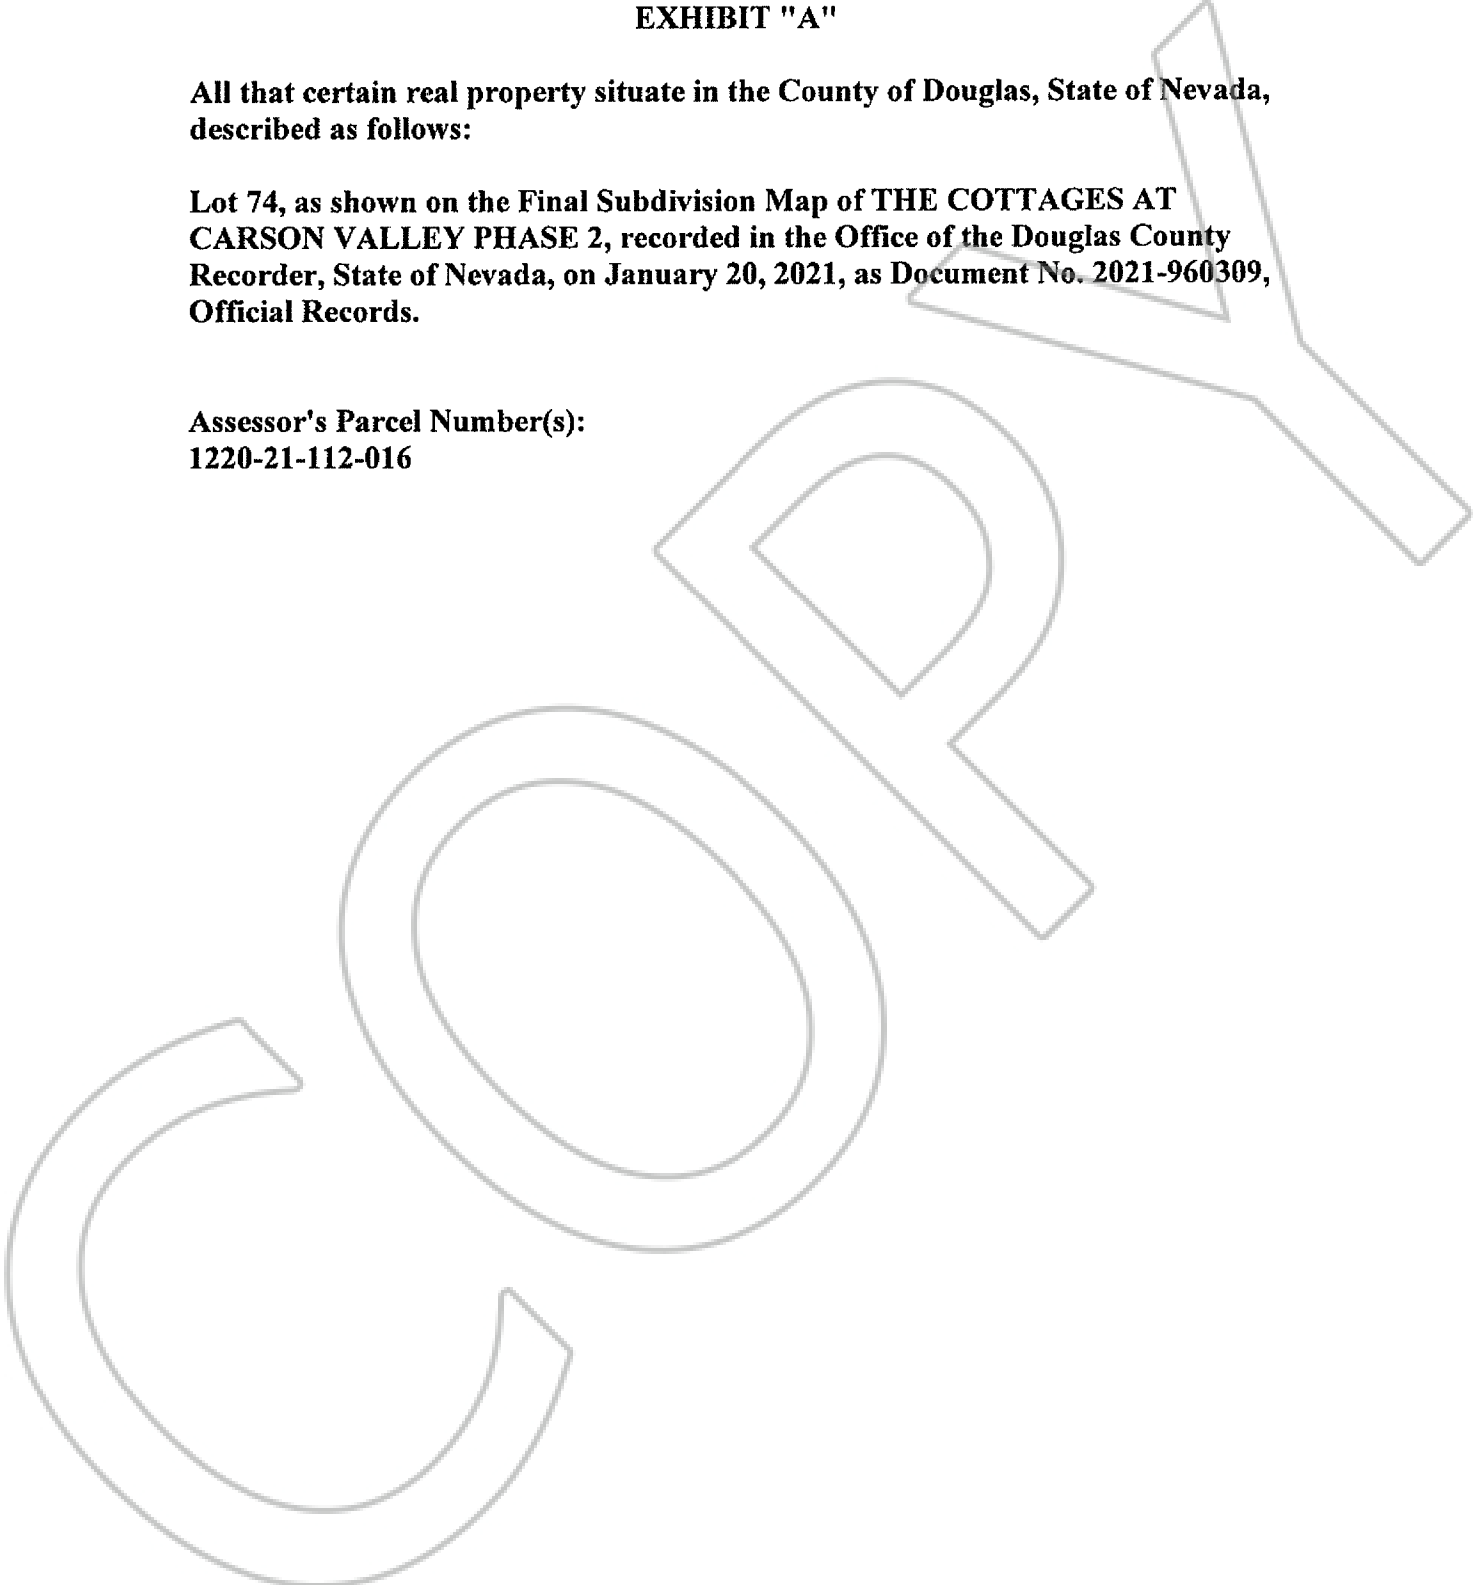 EXHIBIT "A"
All that certain real property situate in the County of Douglas, State of Nevada,
described as follows:
Lot 74, as shown on the Final Subdivision Map of THE COTTAGES AT
CARSON VALLEY PHASE 2, recorded in the Office of the Douglas County
Recorder, State of Nevada, on January 20, 2021, as Document No. 2021-960309,
Official Records.
Assessor's Parcel Number(s):
1220-21-112-016
COPY